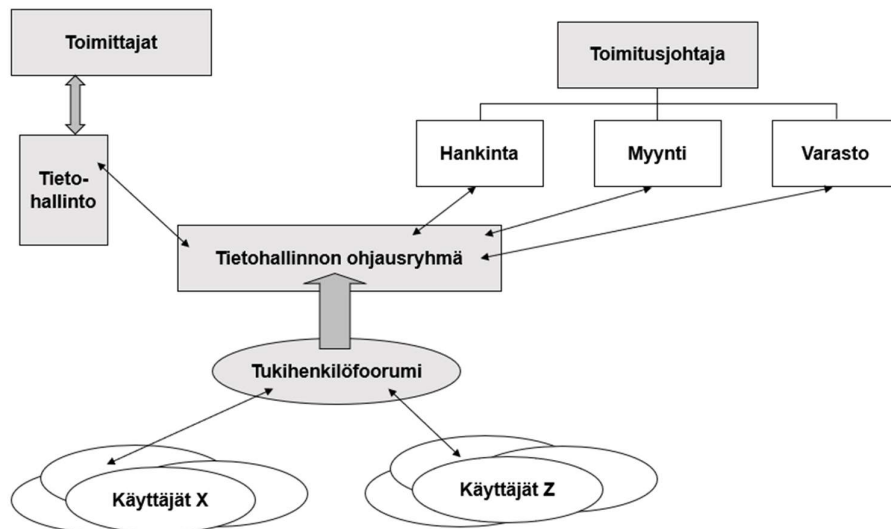 Toimittajat
Toimitusjohtaja
Hankinta
Myynti
Varasto
Tieto-
hallinto
Tietohallinnon ohjausryhmä
Tukihenkilöfoorumi
Käyttäjät X
Käyttäjät Z